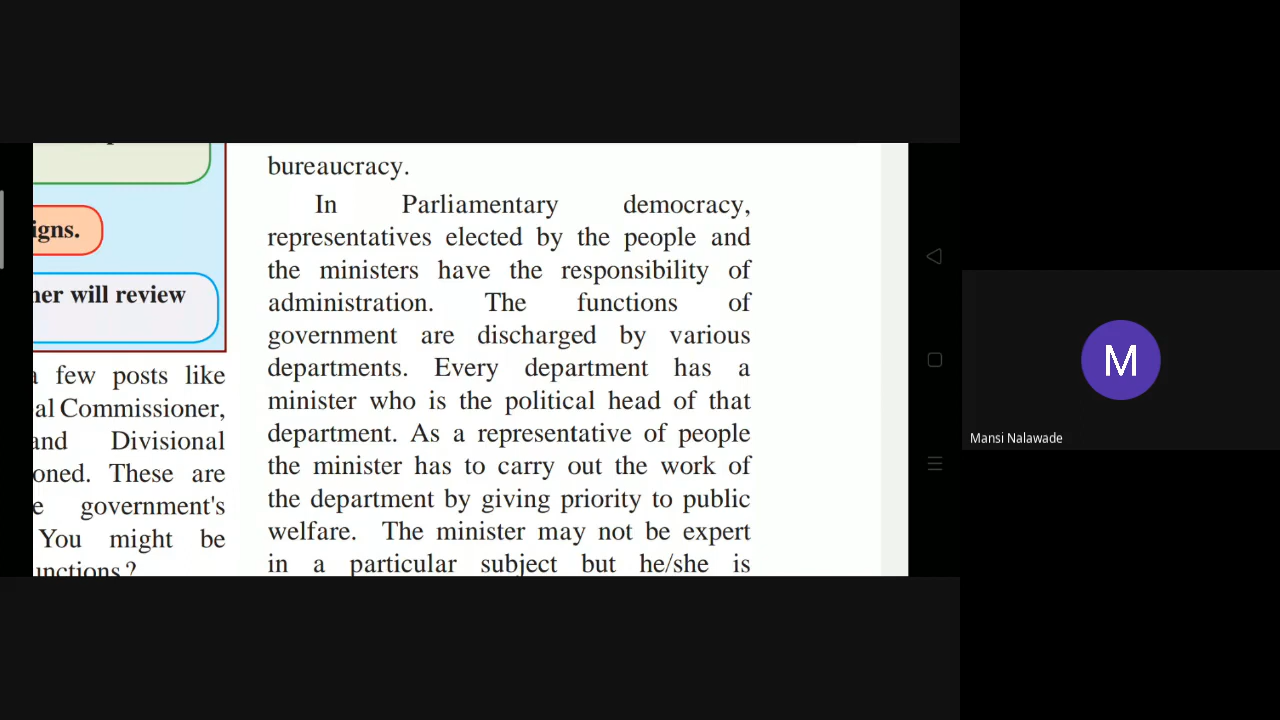 igns.
will review
few posts like
al Commissioner,
and Divisional
oned. These are
government's
You might be
unctions ?
bureaucracy.
In Parliamentary democracy,
representatives elected by the people and
the ministers have the responsibility of
administration. The functions of
government are discharged by various
departments. Every department has a
minister who is the political head of that
department. As a representative of people
the minister has to carry out the work of
the department by giving priority to public
welfare. The minister may not be expert
in a particular subject but he/she is
M
Mansi Nalawade